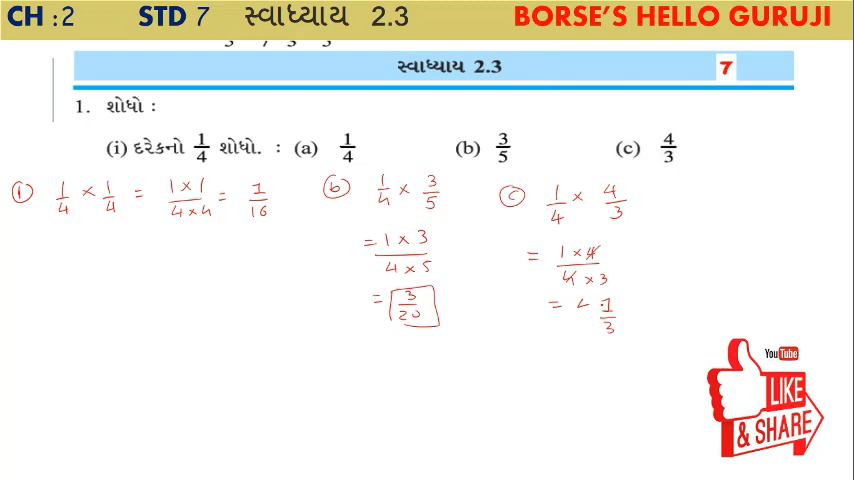 CH : 2 STD 7 સ્વાધ્યાય 2.3 BORSE'S HELLO GURUJI
સ્વાધ્યાય 2.3 7
1. શોધો :
(i) દરેકનો 1/4 શોધો. : (a) 1/4 (b) 3/5 (c) 4/3
① 1/4 × 1/4 = 1×1/4×4 = 1/16
ⓑ 1/4 × 3/5
= 1×3/4×5
= 3/20
ⓒ 1/4 × 4/3
= 1×4/4×3
= 1/3
YouTube
LIKE
& SHARE